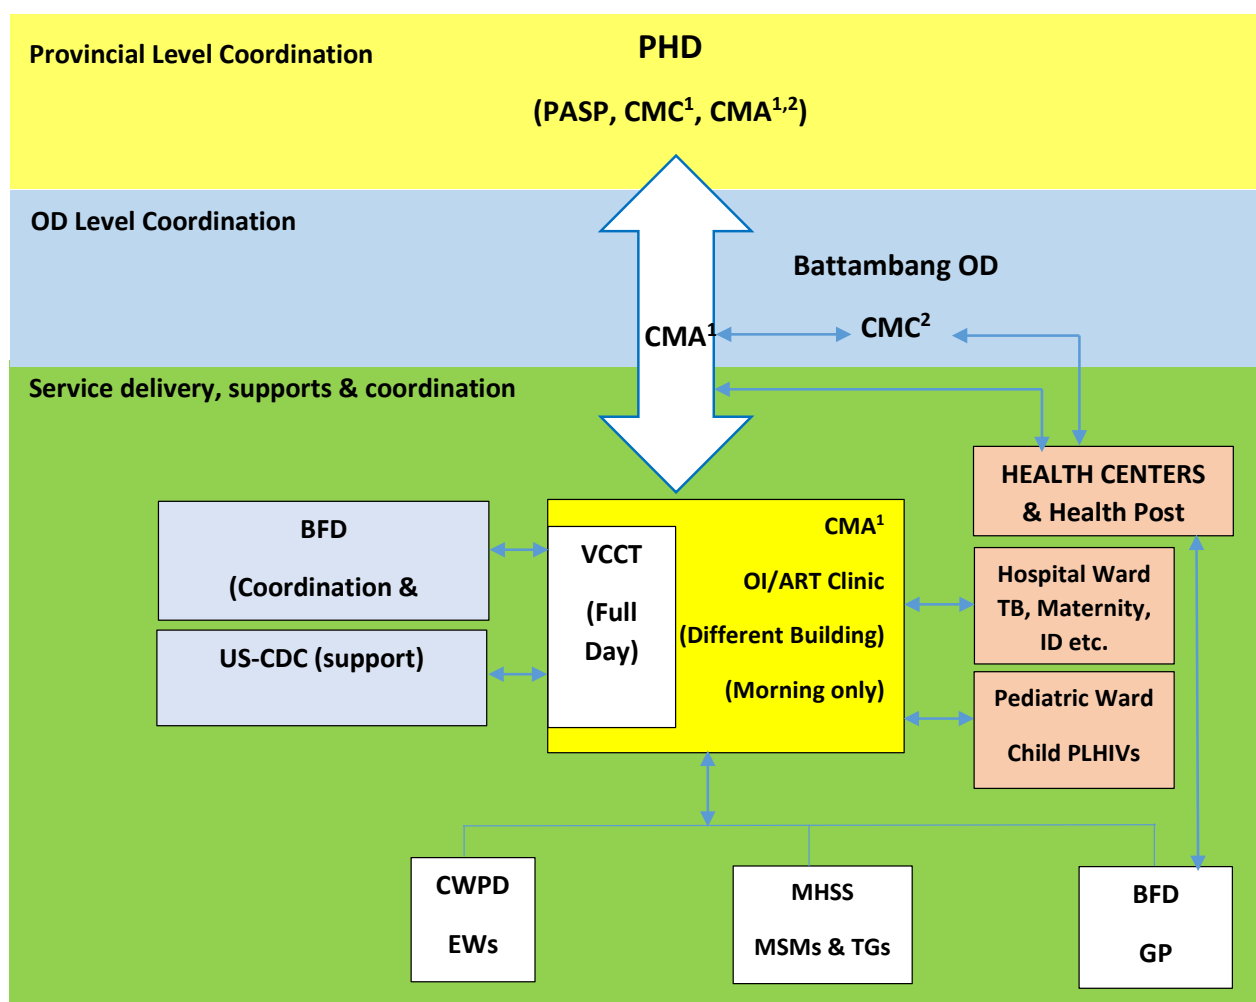 Provincial Level Coordination
PHD
(PASP, CMC¹, CMA¹,²)
OD Level Coordination
Battambang OD
CMA¹
CMC²
Service delivery, supports & coordination
HEALTH CENTERS
& Health Post
BFD
(Coordination &
US-CDC (support)
VCCT
(Full
Day)
CMA¹
OI/ART Clinic
(Different Building)
(Morning only)
Hospital Ward
TB, Maternity,
ID etc.
Pediatric Ward
Child PLHIVs
CWPD
EWs
MHSS
MSMs & TGs
BFD
GP